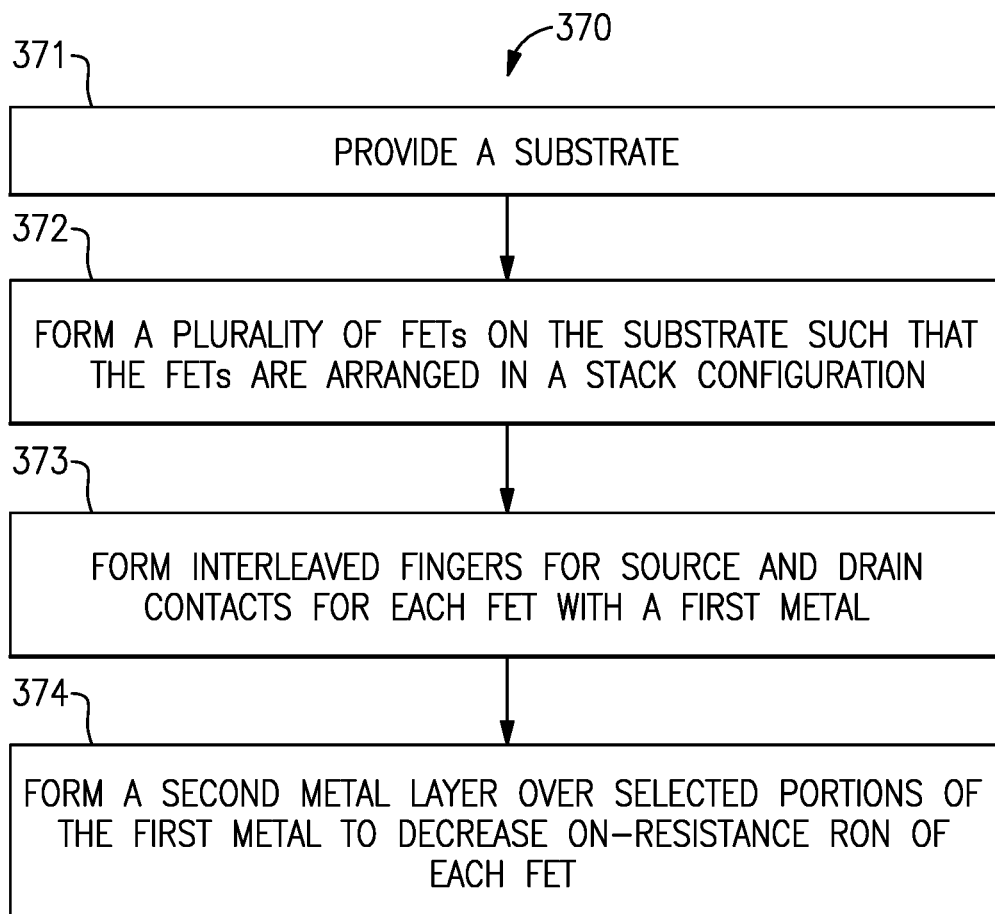 370
371
PROVIDE A SUBSTRATE
372
FORM A PLURALITY OF FETs ON THE SUBSTRATE SUCH THAT
THE FETs ARE ARRANGED IN A STACK CONFIGURATION
373
FORM INTERLEAVED FINGERS FOR SOURCE AND DRAIN
CONTACTS FOR EACH FET WITH A FIRST METAL
374
FORM A SECOND METAL LAYER OVER SELECTED PORTIONS OF
THE FIRST METAL TO DECREASE ON-RESISTANCE RON OF
EACH FET